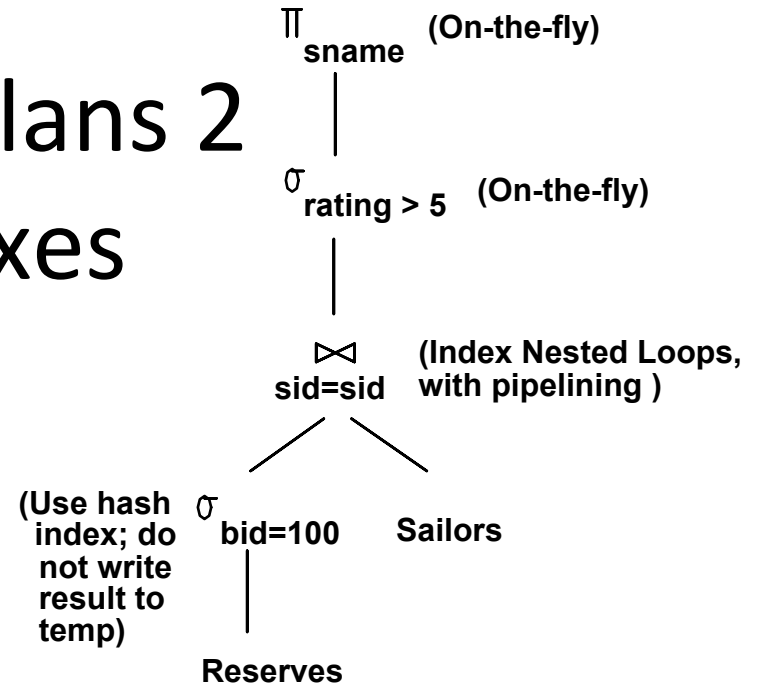 π sname (On-the-fly)
lans 2
σ rating > 5 (On-the-fly)
xes
⋈ (Index Nested Loops,
sid=sid with pipelining )
(Use hash
index; do
not write
result to
temp)
σ bid=100
Sailors
Reserves